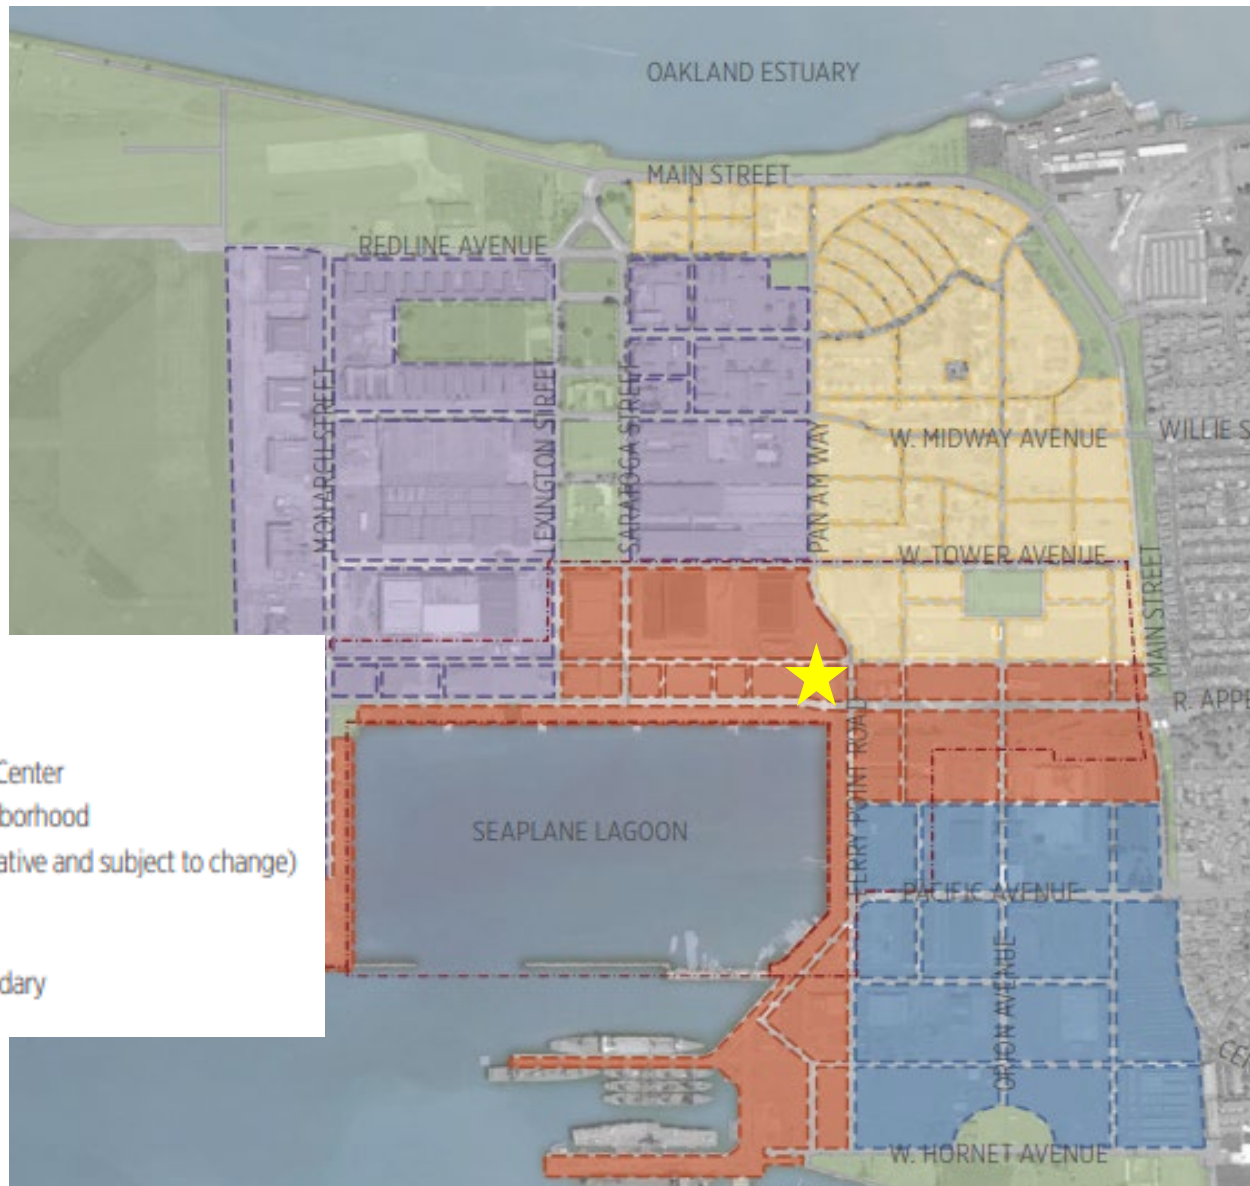 OAKLAND ESTUARY
MAIN STREET
REDLINE AVENUE
MONARCH STREET
LEXINGTON STREET
SARATOGA STREET
PAN AM WAY
W. MIDWAY AVENUE
WILLIE S
W. TOWER AVENUE
MAIN STREET
R. APPE
FERRY POINT ROAD
SEAPLANE LAGOON
Center
borhood
ative and subject to change)
dary
PACIFIC AVENUE
ORION AVENUE
CE
W. HORNET AVENUE